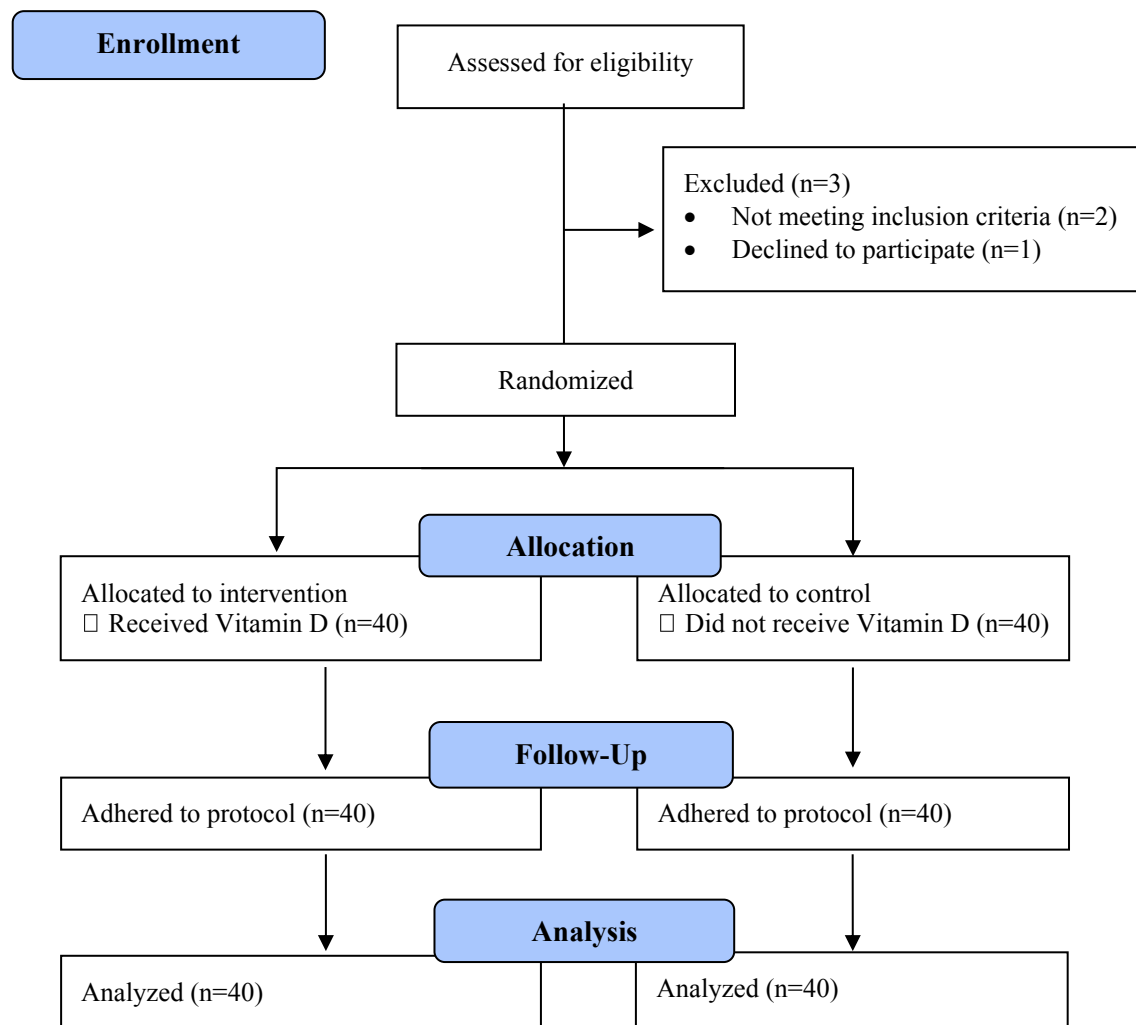 Enrollment
Assessed for eligibility
Excluded (n=3)
• Not meeting inclusion criteria (n=2)
• Declined to participate (n=1)
Randomized
Allocation
Allocated to intervention
□ Received Vitamin D (n=40)
Allocated to control
□ Did not receive Vitamin D (n=40)
Follow-Up
Adhered to protocol (n=40)
Adhered to protocol (n=40)
Analysis
Analyzed (n=40)
Analyzed (n=40)